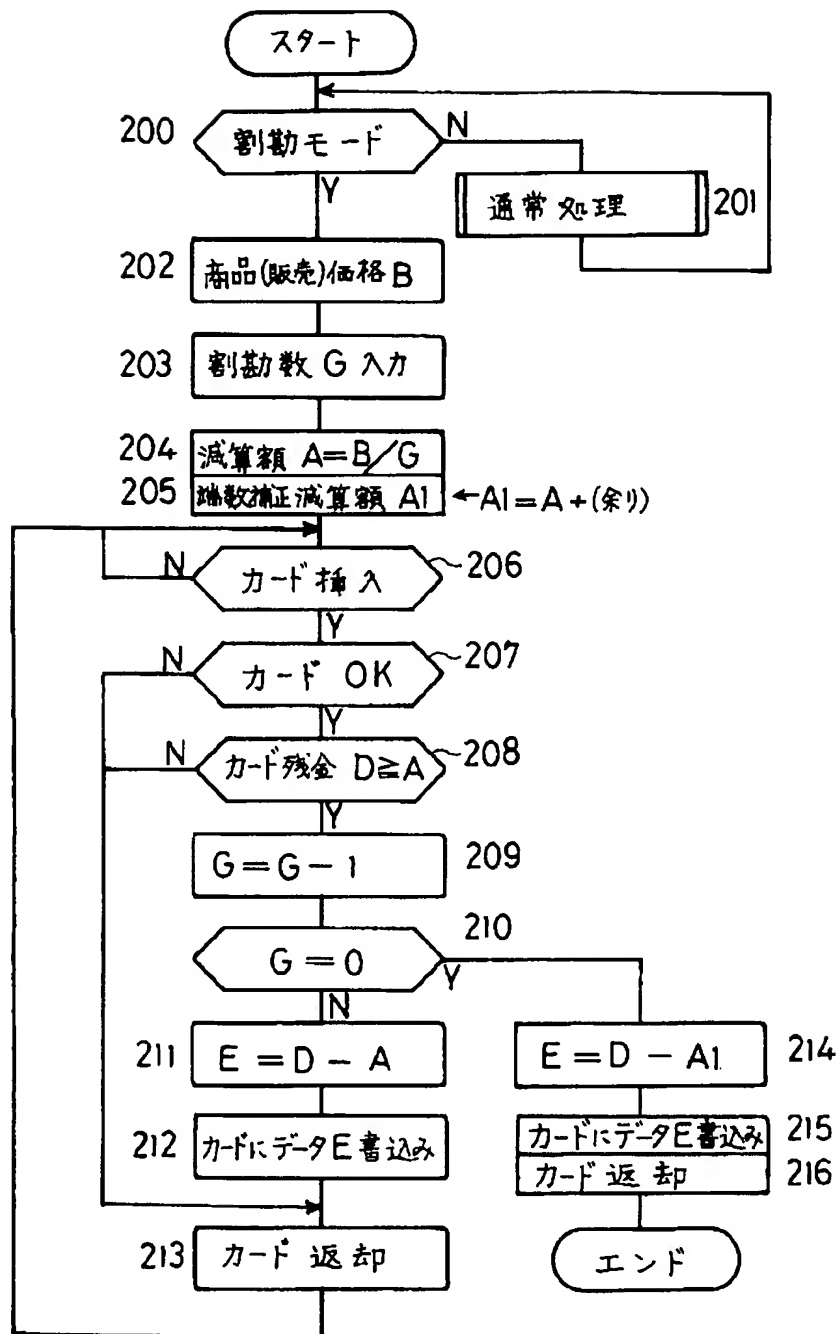 スタート
200 割勘モード N
Y
通常処理 201
202 商品(販売)価格 B
203 割勘数 G 入力
204 減算額 A=B/G
205 端数補正減算額 A1 ←A1=A+(余り)
N カード挿入 206
Y
N カード OK 207
Y
N カード残金 D≧A 208
Y
G=G-1 209
210
G=0 Y
N
211 E=D-A
E=D-A1 214
212 カードにデータE書込み
カードにデータE書込み 215
カード返却 216
213 カード返却
エンド